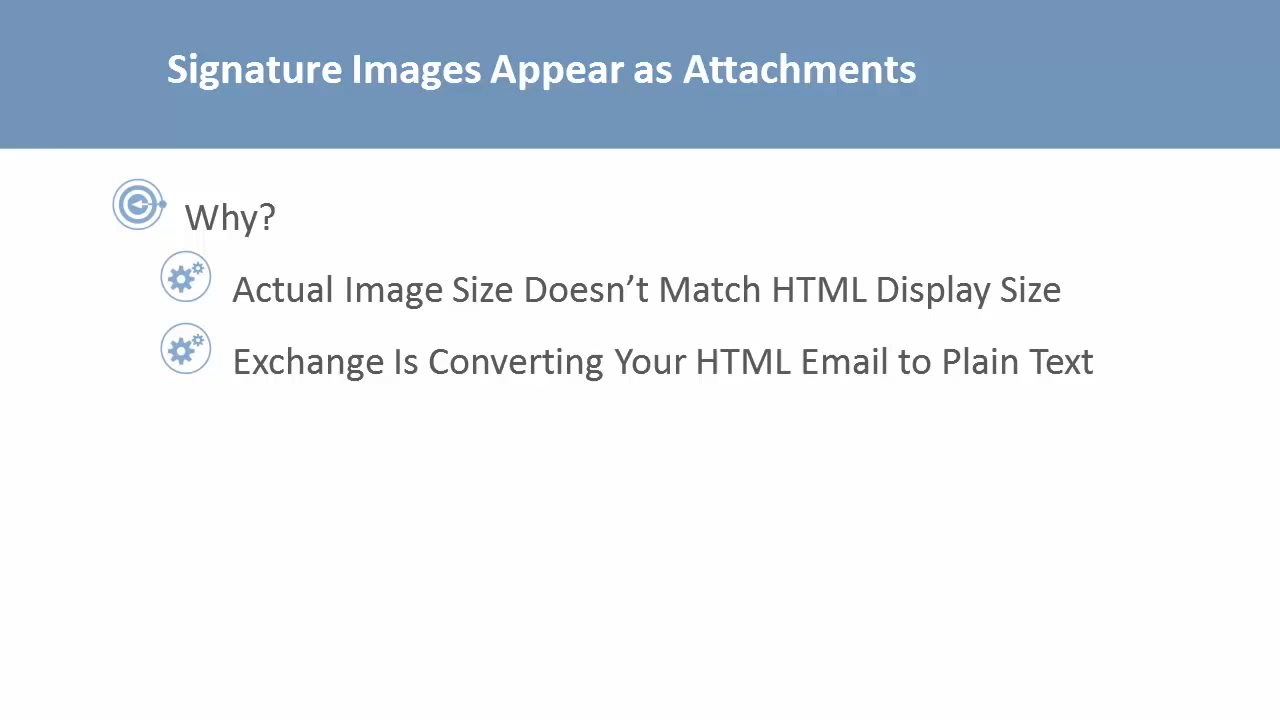 Signature Images Appear as Attachments
Why?
Actual Image Size Doesn’t Match HTML Display Size
Exchange Is Converting Your HTML Email to Plain Text